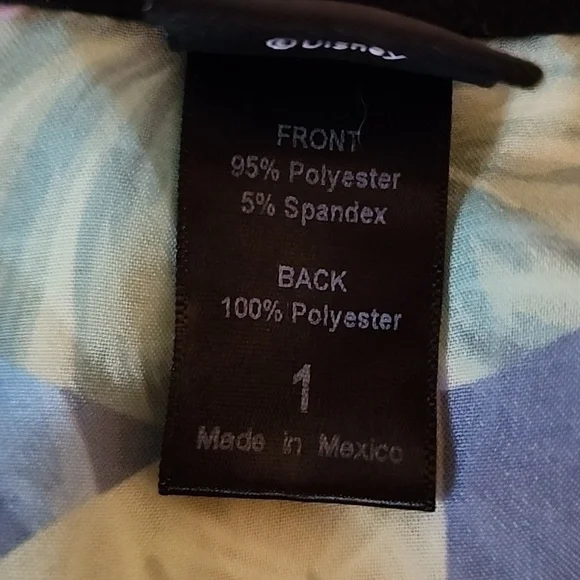 © Disney
FRONT
95% Polyester
5% Spandex
BACK
100% Polyester
1
Made in Mexico